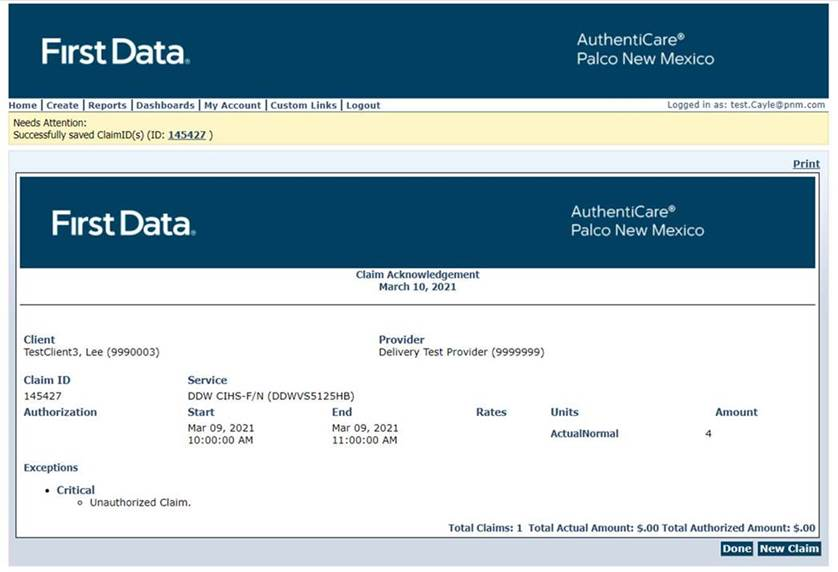 First Data.
AuthentiCare®
Palco New Mexico
Home | Create | Reports | Dashboards | My Account | Custom Links | Logout
Logged in as: test.Cayle@pnm.com
Needs Attention:
Successfully saved ClaimID(s) (ID: 145427 )
Print
First Data.
AuthentiCare®
Palco New Mexico
Claim Acknowledgement
March 10, 2021
Client Provider
TestClient3, Lee (9990003) Delivery Test Provider (9999999)
Claim ID Service
145427 DDW CIHS-F/N (DDWVS5125HB)
Authorization Start End Rates Units Amount
Mar 09, 2021 Mar 09, 2021
10:00:00 AM 11:00:00 AM
ActualNormal 4
Exceptions
• Critical
○ Unauthorized Claim.
Total Claims: 1 Total Actual Amount: $.00 Total Authorized Amount: $.00
Done New Claim